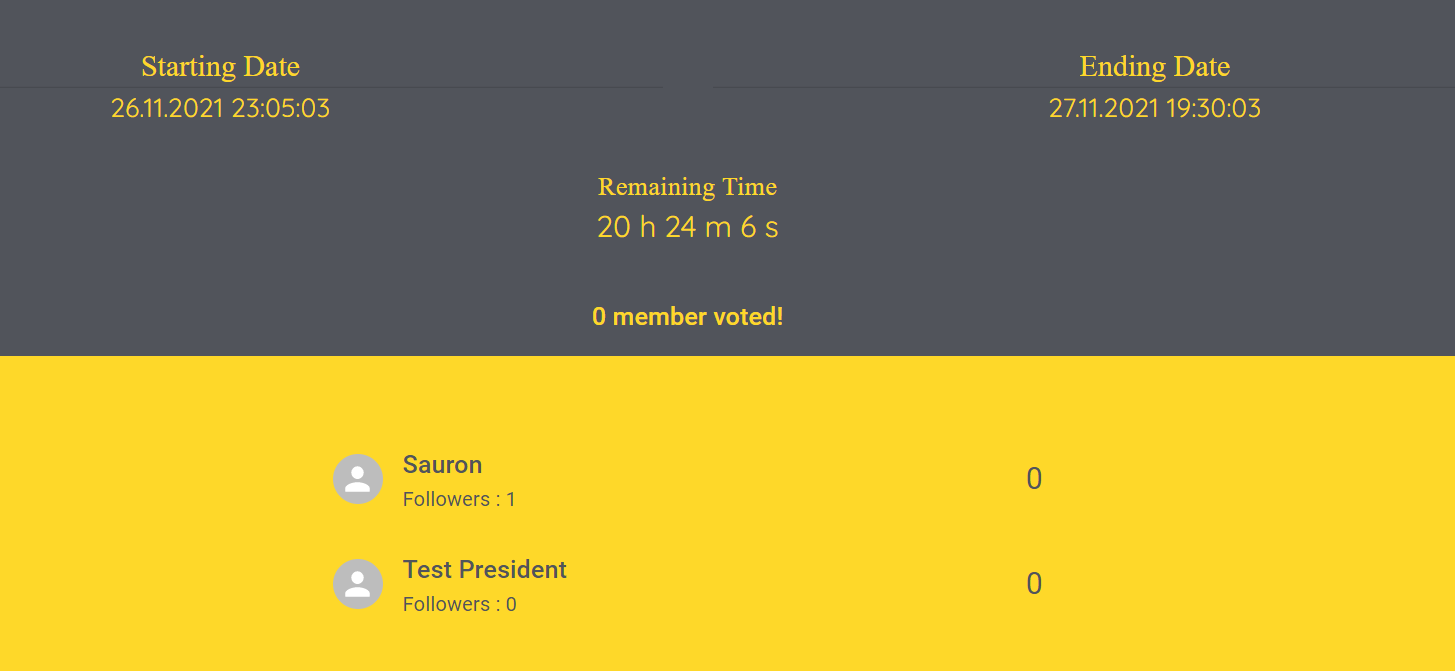 Starting Date
26.11.2021 23:05:03
Ending Date
27.11.2021 19:30:03
Remaining Time
20 h 24 m 6 s
0 member voted!
Sauron
Followers : 1
0
Test President
Followers : 0
0